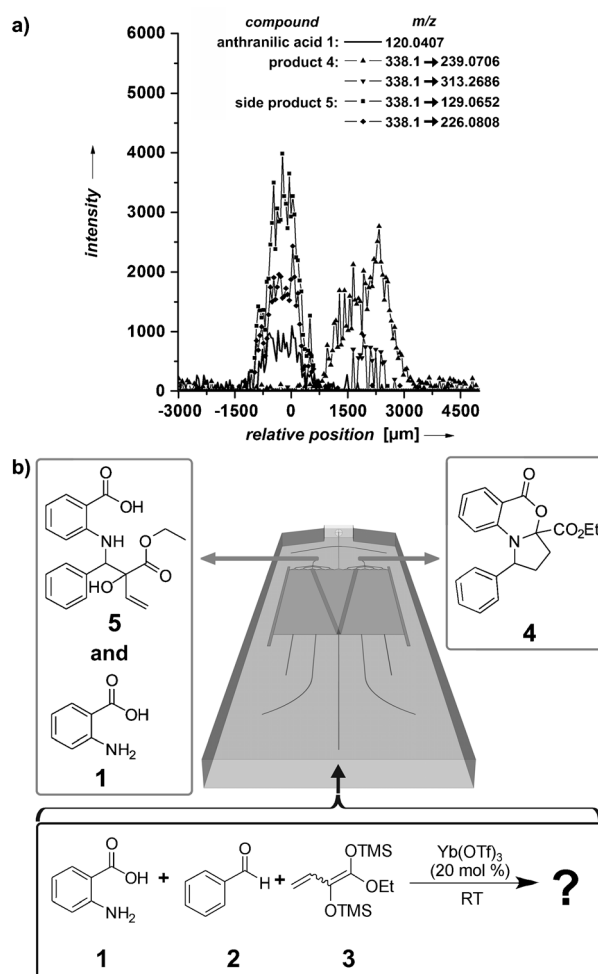 a)
compound m/z
anthranilic acid 1: 120.0407
product 4: 338.1→239.0706
338.1→313.2686
side product 5: 338.1→129.0652
338.1→226.0808
6000
5000
4000
3000
2000
1000
0
intensity
-3000 -1500 0 1500 3000 4500
relative position [µm]
b)
O
OH
NH
O
O
HO
5
and
O
OH
NH2
1
O
O
N
CO2Et
4
O
OH
NH2
1
+
O
H
2
+
OTMS
OEt
OTMS
3
Yb(OTf)3
(20 mol %)
RT
?